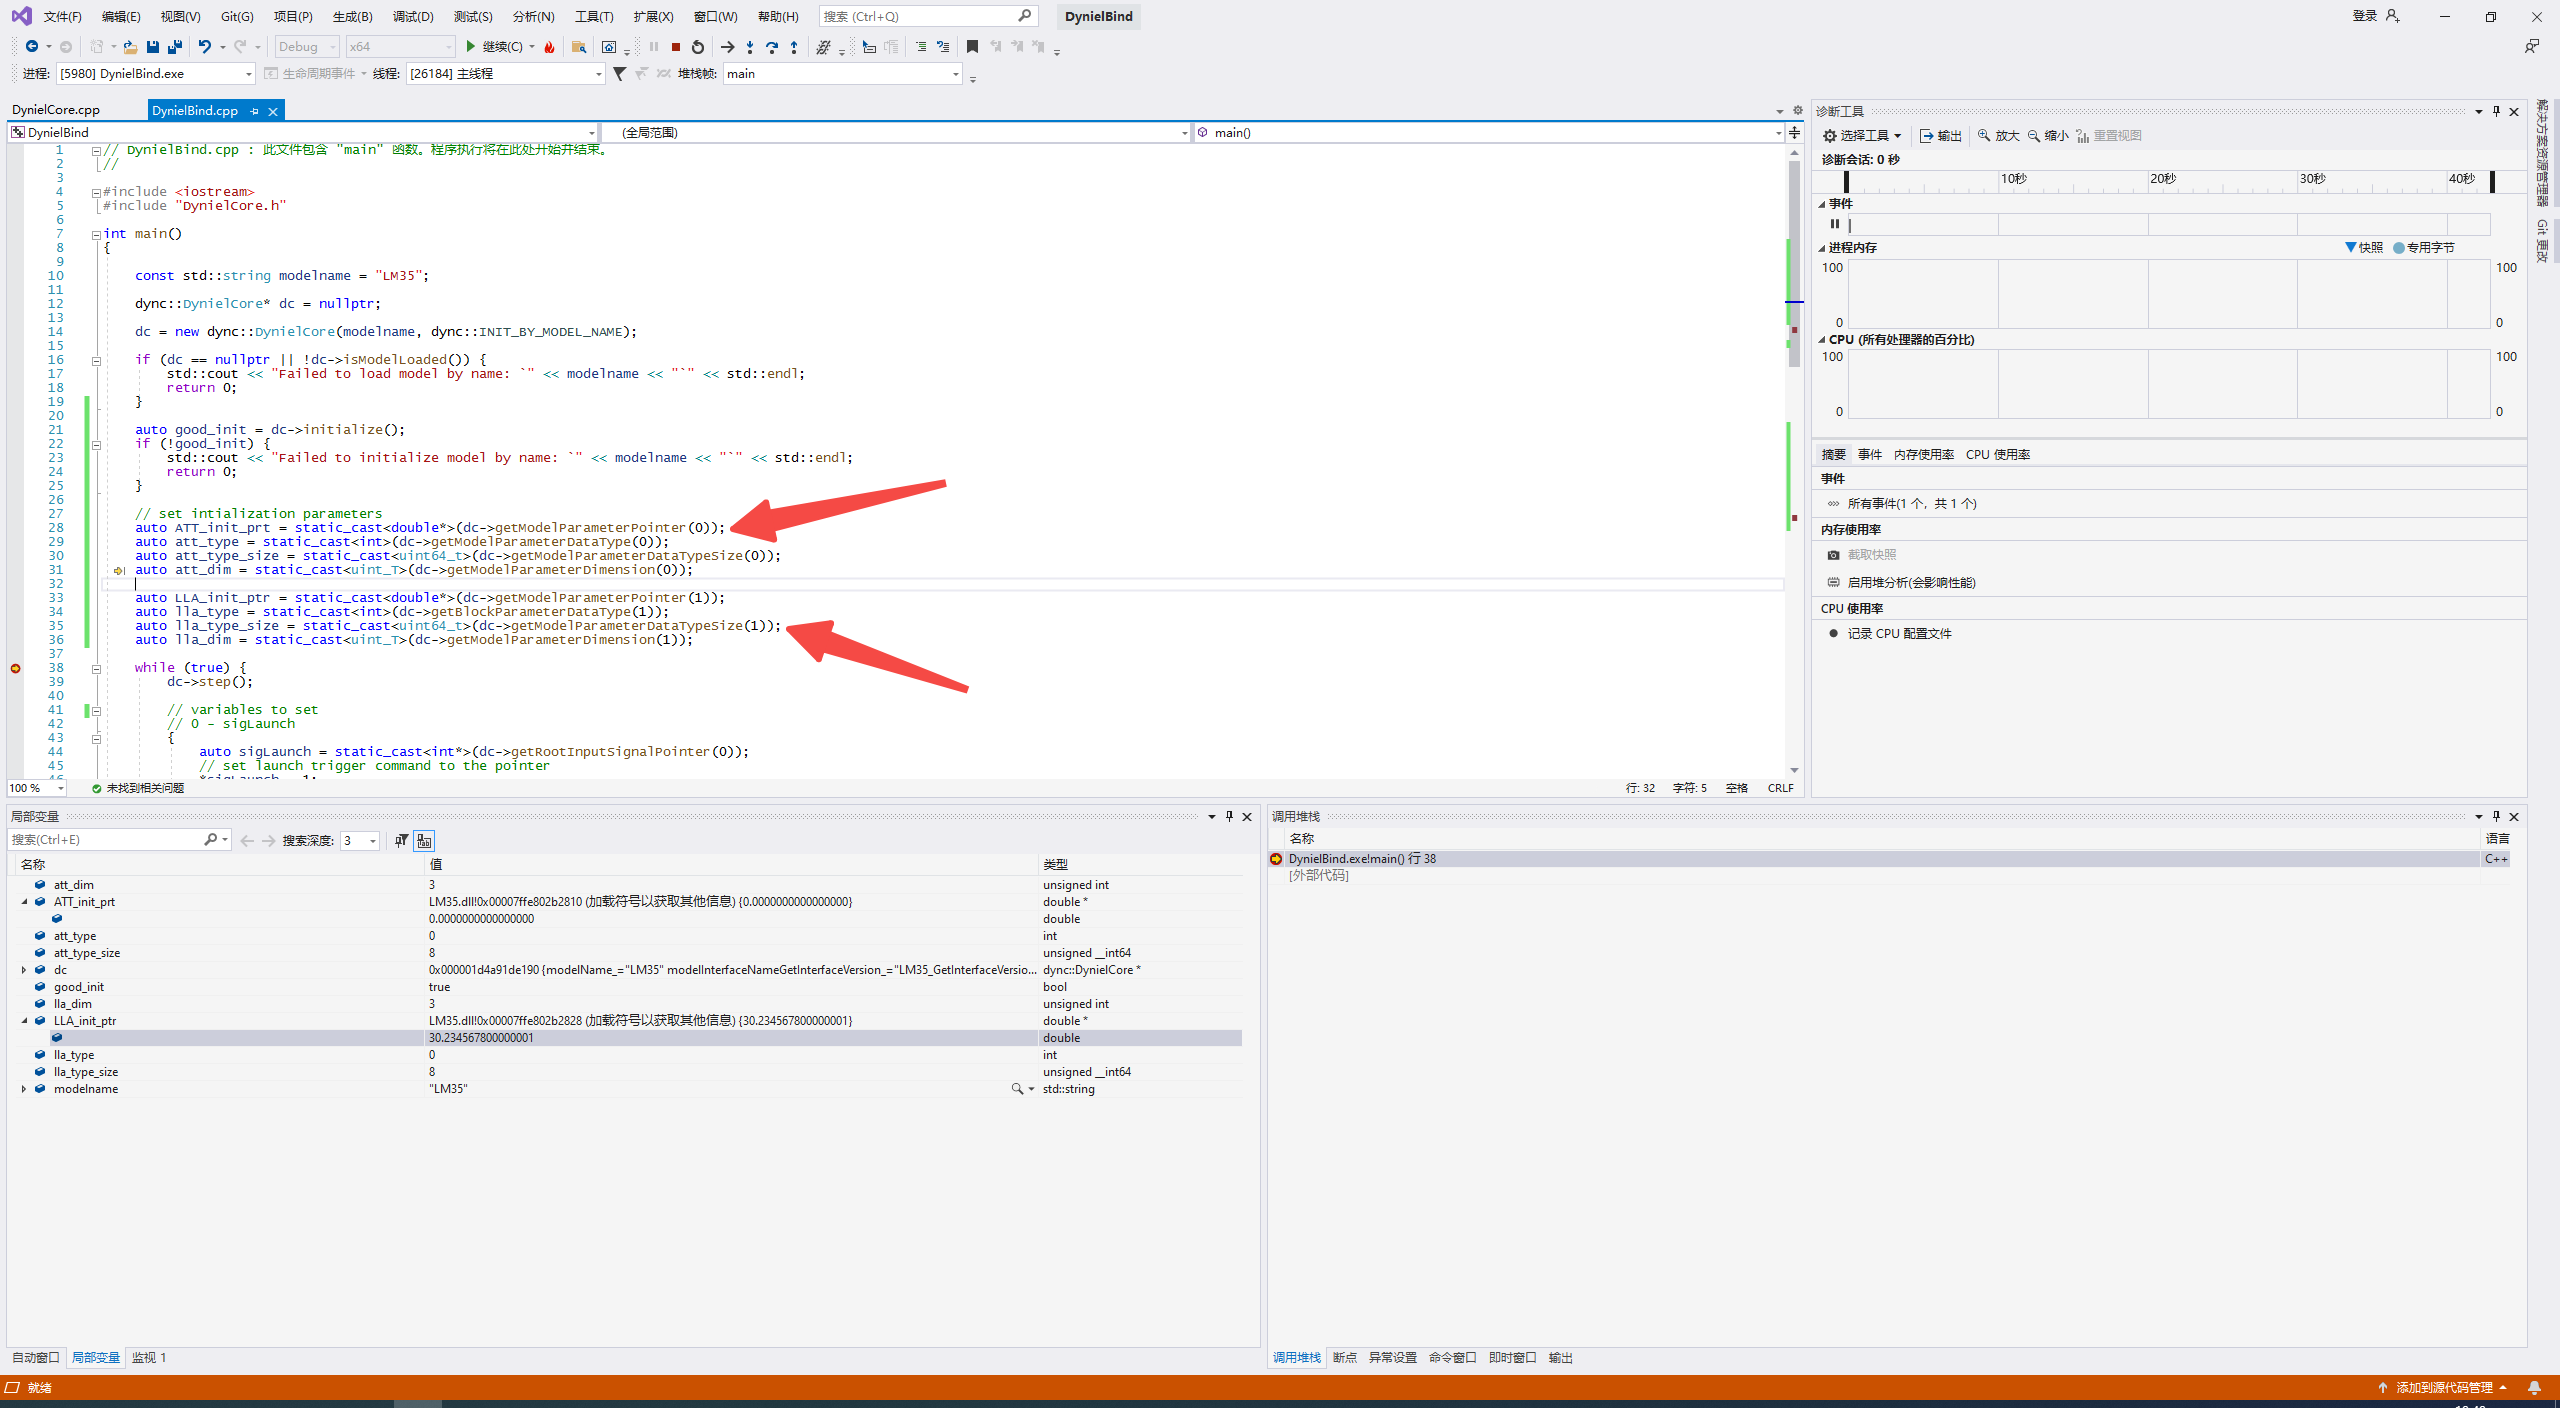 文件(F) 编辑(E) 视图(V) Git(G) 项目(P) 生成(B) 调试(D) 测试(S) 分析(N) 工具(T) 扩展(X) 窗口(W) 帮助(H) 搜索 (Ctrl+Q) DynielBind 登录
Debug x64 继续(C)
进程: [5980] DynielBind.exe 生命周期事件 线程: [26184] 主线程 堆栈帧: main
DynielCore.cpp DynielBind.cpp
DynielBind (全局范围) main()
1 // DynielBind.cpp : 此文件包含 "main" 函数。程序执行将在此处开始并结束。
2 //
3
4 #include <iostream>
5 #include "DynielCore.h"
6
7 int main()
8 {
9
10 const std::string modelname = "LM35";
11
12 dync::DynielCore* dc = nullptr;
13
14 dc = new dync::DynielCore(modelname, dync::INIT_BY_MODEL_NAME);
15
16 if (dc == nullptr || !dc->isModelLoaded()) {
17 std::cout << "Failed to load model by name: `" << modelname << "`" << std::endl;
18 return 0;
19 }
20
21 auto good_init = dc->initialize();
22 if (!good_init) {
23 std::cout << "Failed to initialize model by name: `" << modelname << "`" << std::endl;
24 return 0;
25 }
26
27 // set intialization parameters
28 auto ATT_init_prt = static_cast<double*>(dc->getModelParameterPointer(0));
29 auto att_type = static_cast<int>(dc->getModelParameterDataType(0));
30 auto att_type_size = static_cast<uint64_t>(dc->getModelParameterDataTypeSize(0));
31 auto att_dim = static_cast<uint_T>(dc->getModelParameterDimension(0));
32
33 auto LLA_init_ptr = static_cast<double*>(dc->getModelParameterPointer(1));
34 auto lla_type = static_cast<int>(dc->getBlockParameterDataType(1));
35 auto lla_type_size = static_cast<uint64_t>(dc->getModelParameterDataTypeSize(1));
36 auto lla_dim = static_cast<uint_T>(dc->getModelParameterDimension(1));
37
38 while (true) {
39 dc->step();
40
41 // variables to set
42 // 0 - sigLaunch
43 {
44 auto sigLaunch = static_cast<int*>(dc->getRootInputSignalPointer(0));
45 // set launch trigger command to the pointer
46 *sigLaunch = 1;
100 % 未找到相关问题 行: 32 字符: 5 空格 CRLF
诊断工具
选择工具 输出 放大 缩小 重置视图
诊断会话: 0 秒
10秒 20秒 30秒 40秒
事件
进程内存 快照 专用字节
100 100
0 0
CPU (所有处理器的百分比)
100 100
0 0
摘要 事件 内存使用率 CPU 使用率
事件
所有事件(1 个，共 1 个)
内存使用率
截取快照
启用堆分析(会影响性能)
CPU 使用率
记录 CPU 配置文件
解决方案资源管理器
Git 更改
局部变量
搜索(Ctrl+E) 搜索深度: 3
名称 值 类型
att_dim 3 unsigned int
ATT_init_prt LM35.dll!0x00007ffe802b2810 (加载符号以获取其他信息) {0.0000000000000000} double *
0.0000000000000000 double
att_type 0 int
att_type_size 8 unsigned __int64
dc 0x000001d4a91de190 {modelName_="LM35" modelInterfaceNameGetInterfaceVersion_="LM35_GetInterfaceVersio... dync::DynielCore *
good_init true bool
lla_dim 3 unsigned int
LLA_init_ptr LM35.dll!0x00007ffe802b2828 (加载符号以获取其他信息) {30.234567800000001} double *
30.234567800000001 double
lla_type 0 int
lla_type_size 8 unsigned __int64
modelname "LM35" std::string
自动窗口 局部变量 监视 1
调用堆栈
名称 语言
DynielBind.exe!main() 行 38 C++
[外部代码]
调用堆栈 断点 异常设置 命令窗口 即时窗口 输出
就绪 添加到源代码管理